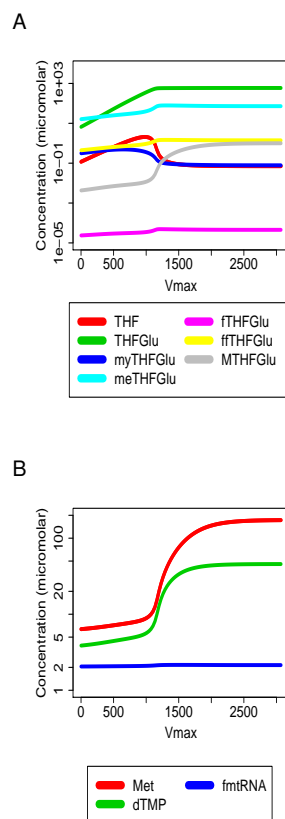 A
Concentration (micromolar)
1e+03
1e-01
1e-05
0 500 1500 2500
Vmax
THF
THFGlu
myTHFGlu
meTHFGlu
fTHFGlu
ffTHFGlu
MTHFGlu
B
Concentration (micromolar)
100
20
5
2
1
0 500 1500 2500
Vmax
Met
dTMP
fmtRNA